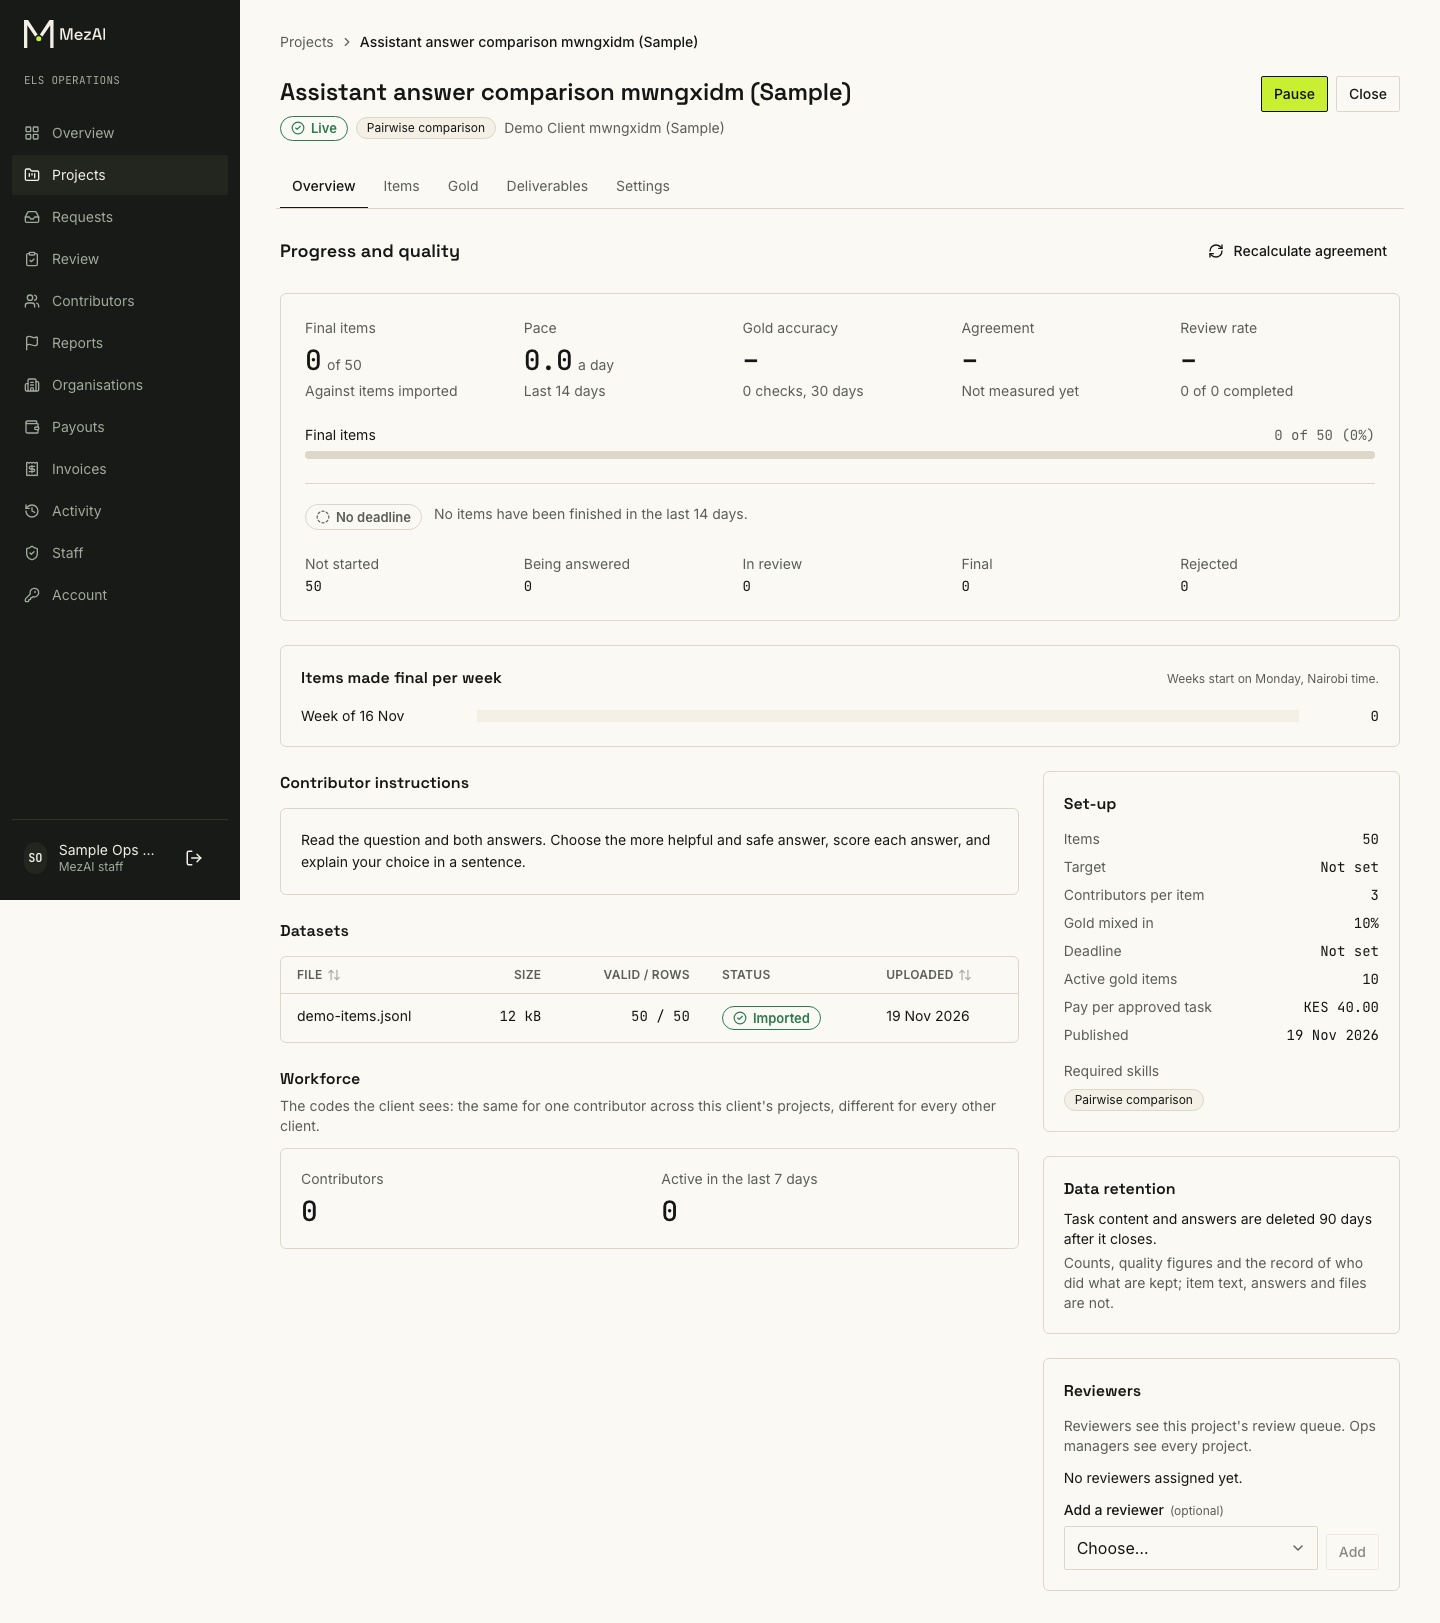 MezAI
ELS OPERATIONS
Overview
Projects
Requests
Review
Contributors
Reports
Organisations
Payouts
Invoices
Activity
Staff
Account
SO
Sample Ops ...
MezAI staff
Projects > Assistant answer comparison mwngxidm (Sample)
Assistant answer comparison mwngxidm (Sample)
Pause
Close
Live
Pairwise comparison
Demo Client mwngxidm (Sample)
Overview
Items
Gold
Deliverables
Settings
Progress and quality
Recalculate agreement
Final items
Pace
Gold accuracy
Agreement
Review rate
0 of 50
0.0 a day
–
–
–
Against items imported
Last 14 days
0 checks, 30 days
Not measured yet
0 of 0 completed
Final items
0 of 50 (0%)
No deadline
No items have been finished in the last 14 days.
Not started
Being answered
In review
Final
Rejected
50
0
0
0
0
Items made final per week
Weeks start on Monday, Nairobi time.
Week of 16 Nov
0
Contributor instructions
Read the question and both answers. Choose the more helpful and safe answer, score each answer, and
explain your choice in a sentence.
Datasets
FILE
SIZE
VALID / ROWS
STATUS
UPLOADED
demo-items.jsonl
12 kB
50 / 50
Imported
19 Nov 2026
Workforce
The codes the client sees: the same for one contributor across this client's projects, different for every other
client.
Contributors
Active in the last 7 days
0
0
Set-up
Items
50
Target
Not set
Contributors per item
3
Gold mixed in
10%
Deadline
Not set
Active gold items
10
Pay per approved task
KES 40.00
Published
19 Nov 2026
Required skills
Pairwise comparison
Data retention
Task content and answers are deleted 90 days
after it closes.
Counts, quality figures and the record of who
did what are kept; item text, answers and files
are not.
Reviewers
Reviewers see this project's review queue. Ops
managers see every project.
No reviewers assigned yet.
Add a reviewer (optional)
Choose...
Add